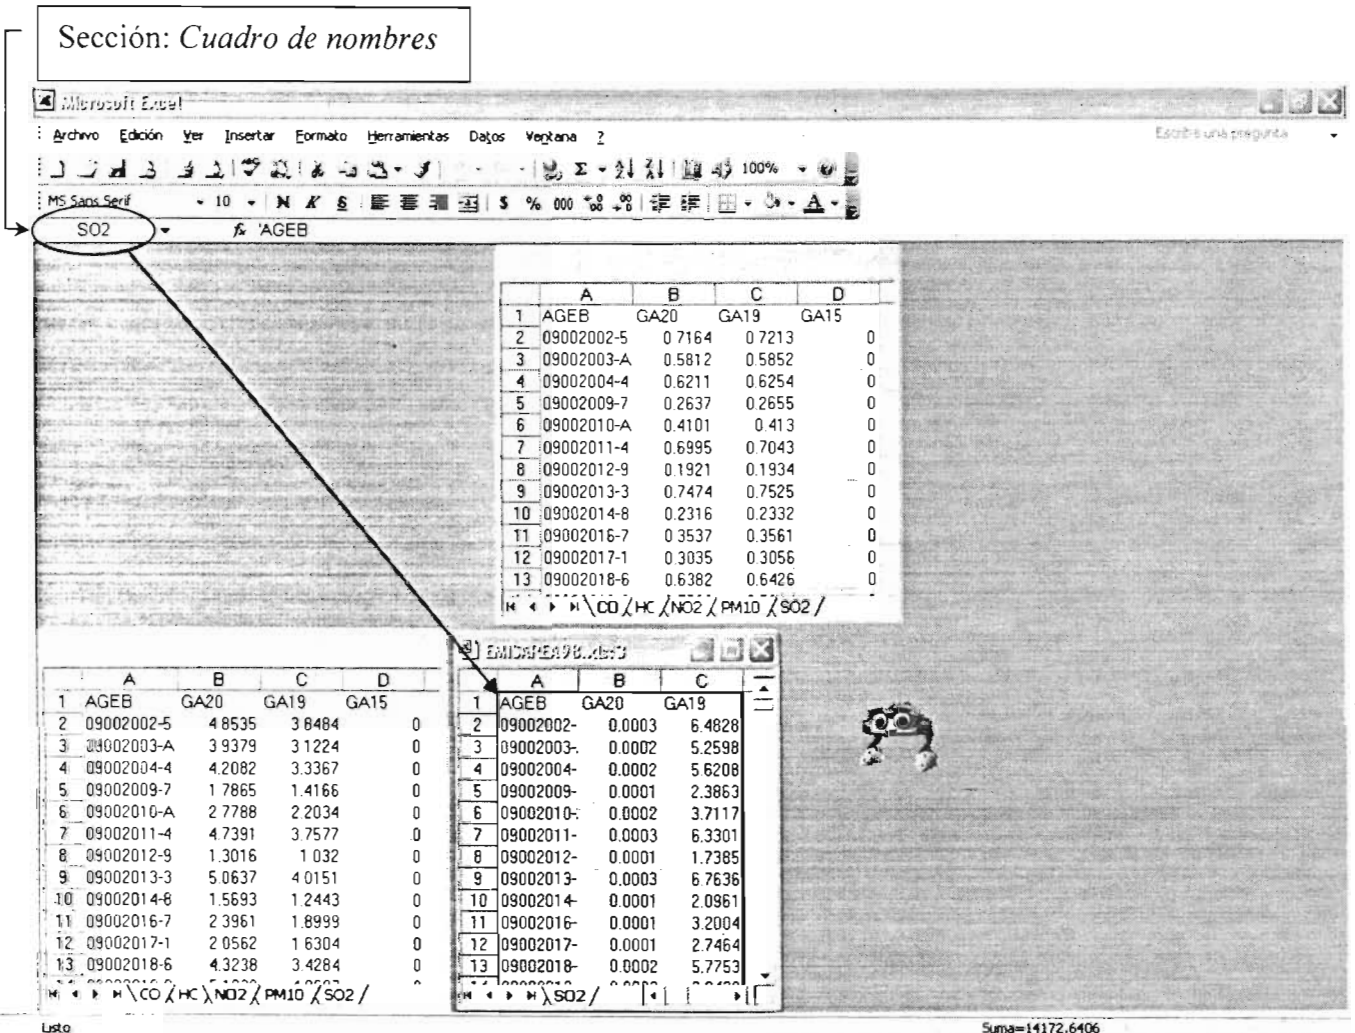 Sección: Cuadro de nombres
Microsoft Excel
Archivo Edición Ver Insertar Formato Herramientas Datos Ventana ?
Escriba una pregunta
Σ 100%
MS Sans Serif 10 N K S $ % 000 A
SO2 fx 'AGEB
A B C D
1 AGEB GA20 GA19 GA15
2 09002002-5 0.7164 0.7213 0
3 09002003-A 0.5812 0.5852 0
4 09002004-4 0.6211 0.6254 0
5 09002009-7 0.2637 0.2655 0
6 09002010-A 0.4101 0.413 0
7 09002011-4 0.6995 0.7043 0
8 09002012-9 0.1921 0.1934 0
9 09002013-3 0.7474 0.7525 0
10 09002014-8 0.2316 0.2332 0
11 09002016-7 0.3537 0.3561 0
12 09002017-1 0.3035 0.3056 0
13 09002018-6 0.6382 0.6426 0
CO HC NO2 PM10 SO2
A B C D
1 AGEB GA20 GA19 GA15
2 09002002-5 4.8535 3.8484 0
3 09002003-A 3.9379 3.1224 0
4 09002004-4 4.2082 3.3367 0
5 09002009-7 1.7865 1.4166 0
6 09002010-A 2.7788 2.2034 0
7 09002011-4 4.7391 3.7577 0
8 09002012-9 1.3016 1.032 0
9 09002013-3 5.0637 4.0151 0
10 09002014-8 1.5693 1.2443 0
11 09002016-7 2.3961 1.8999 0
12 09002017-1 2.0562 1.6304 0
13 09002018-6 4.3238 3.4284 0
CO HC NO2 PM10 SO2
EMISAREA98.xls:3
A B C
1 AGEB GA20 GA19
2 09002002- 0.0003 6.4828
3 09002003- 0.0002 5.2598
4 09002004- 0.0002 5.6208
5 09002009- 0.0001 2.3863
6 09002010- 0.0002 3.7117
7 09002011- 0.0003 6.3301
8 09002012- 0.0001 1.7385
9 09002013- 0.0003 6.7636
10 09002014- 0.0001 2.0961
11 09002016- 0.0001 3.2004
12 09002017- 0.0001 2.7464
13 09002018- 0.0002 5.7753
SO2
Listo
Suma=14172.6406